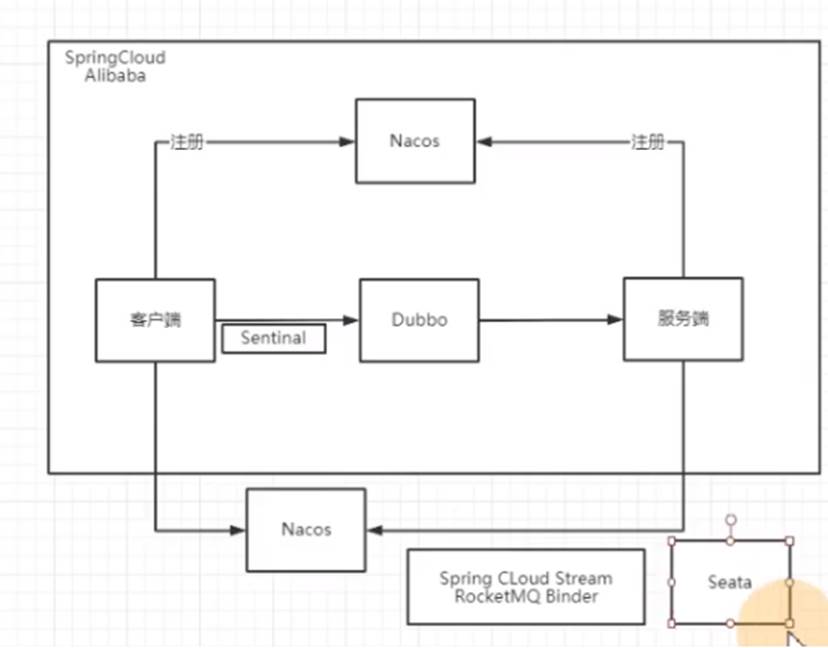 SpringCloud
Alibaba
Nacos
注册
注册
客户端
Sentinal
Dubbo
服务端
Nacos
Spring CLoud Stream
RocketMQ Binder
Seata